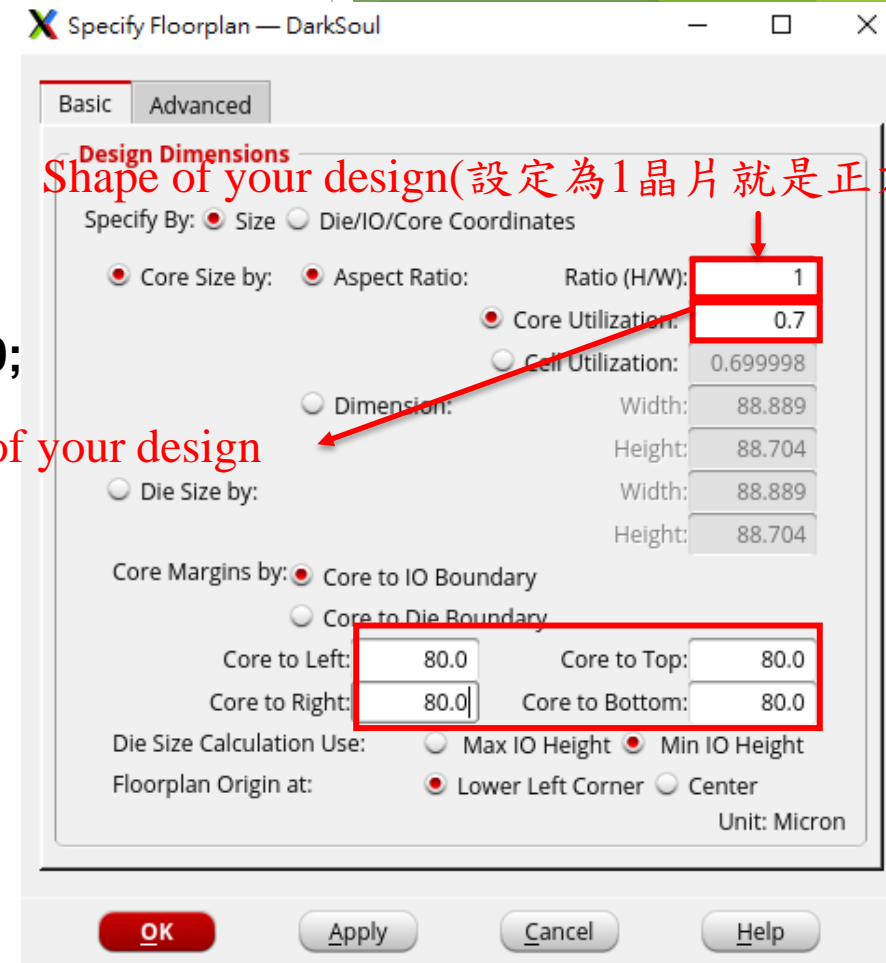 Specify Floorplan — DarkSoul
Basic Advanced
Design Dimensions
Shape of your design(設定為1晶片就是正
Specify By: Size Die/IO/Core Coordinates
Core Size by: Aspect Ratio: Ratio (H/W): 1
Core Utilization: 0.7
0;
Cell Utilization: 0.699998
Dimension: Width: 88.889
of your design
Height: 88.704
Die Size by: Width: 88.889
Height: 88.704
Core Margins by: Core to IO Boundary
Core to Die Boundary
Core to Left: 80.0 Core to Top: 80.0
Core to Right: 80.0 Core to Bottom: 80.0
Die Size Calculation Use: Max IO Height Min IO Height
Floorplan Origin at: Lower Left Corner Center
Unit: Micron
OK Apply Cancel Help